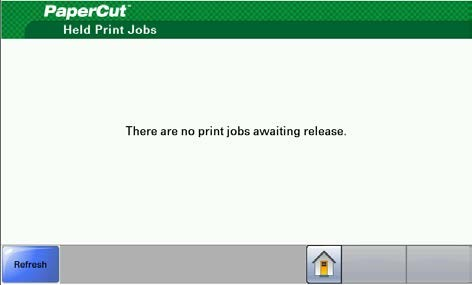 PaperCut™
Held Print Jobs
There are no print jobs awaiting release.
Refresh